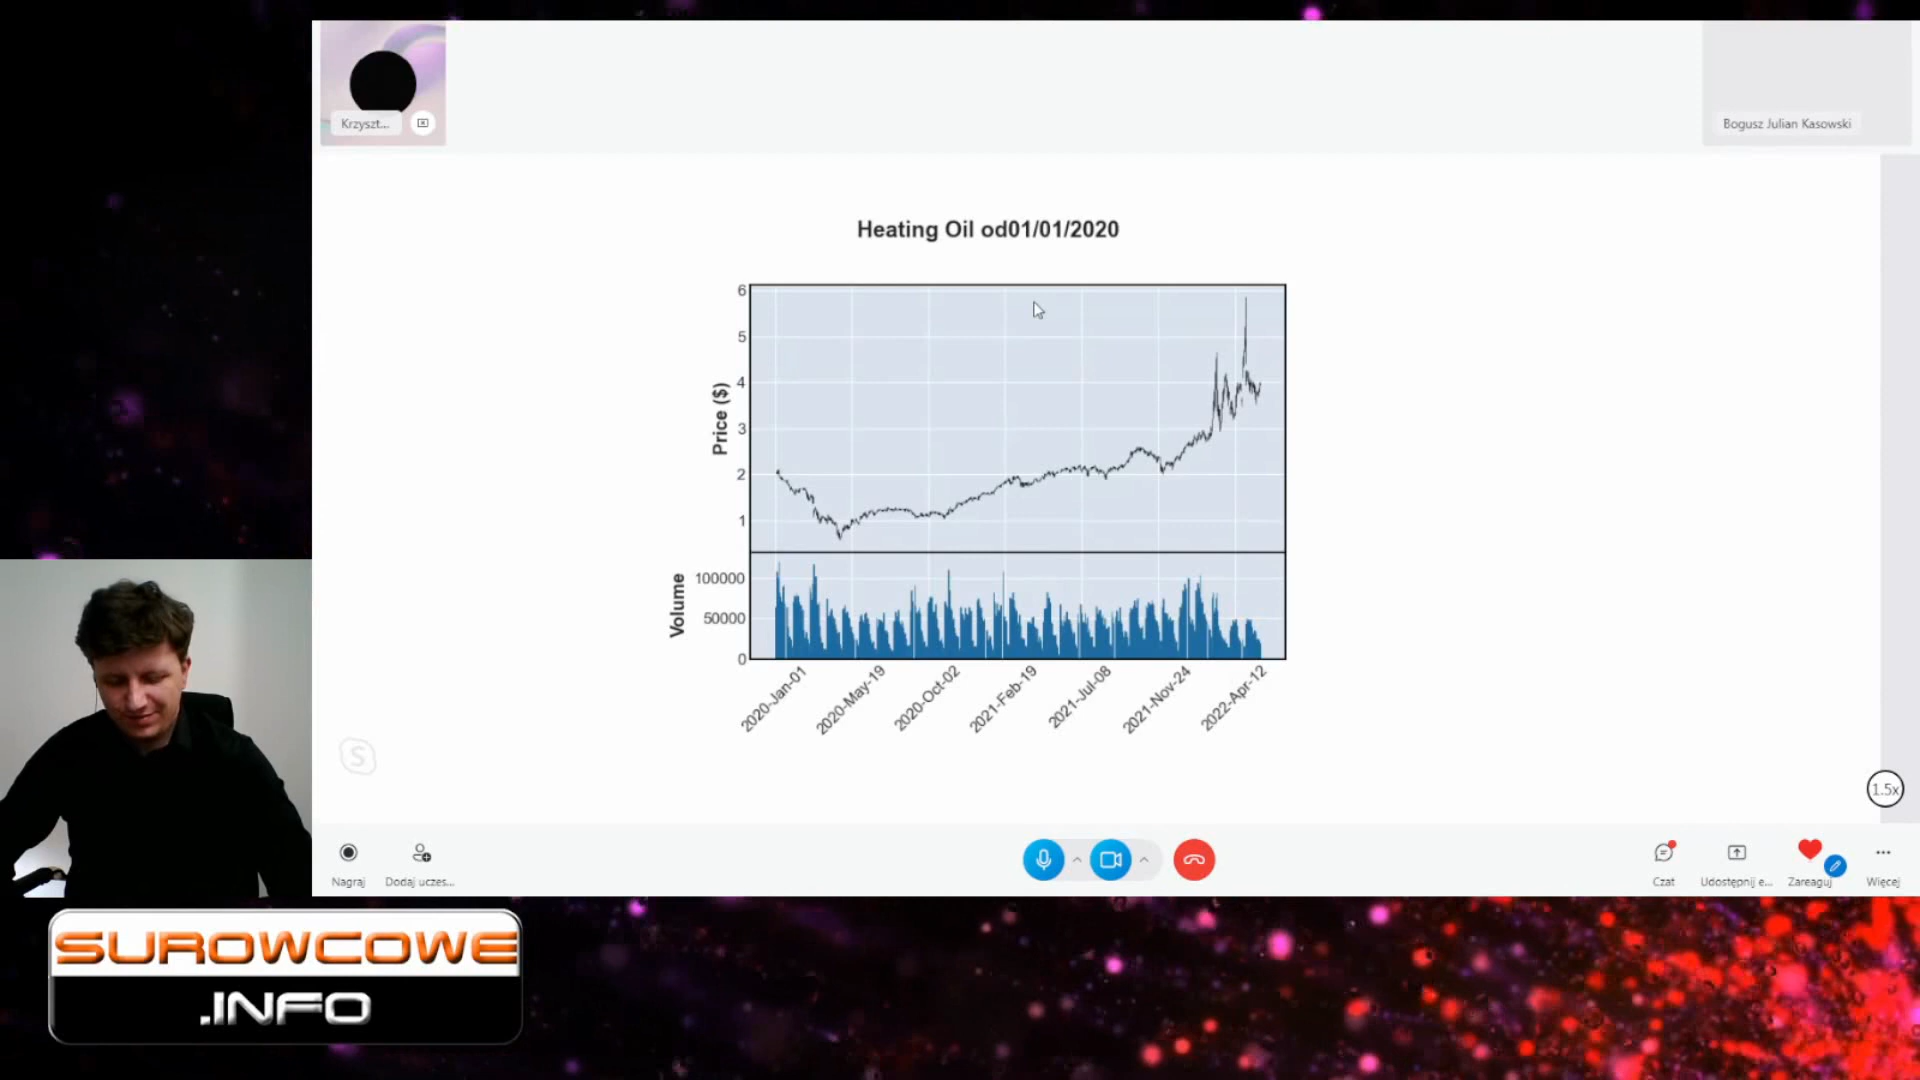 Krzyszt...
Bogusz Julian Kasowski
Heating Oil od01/01/2020
Price ($)
6
5
4
3
2
1
Volume
100000
50000
0
2020-Jan-01
2020-May-19
2020-Oct-02
2021-Feb-19
2021-Jul-08
2021-Nov-24
2022-Apr-12
S
1.5x
Nagraj
Dodaj uczes...
Czat
Udostępnij e...
Zareaguj
Więcej
SUROWCOWE
.INFO